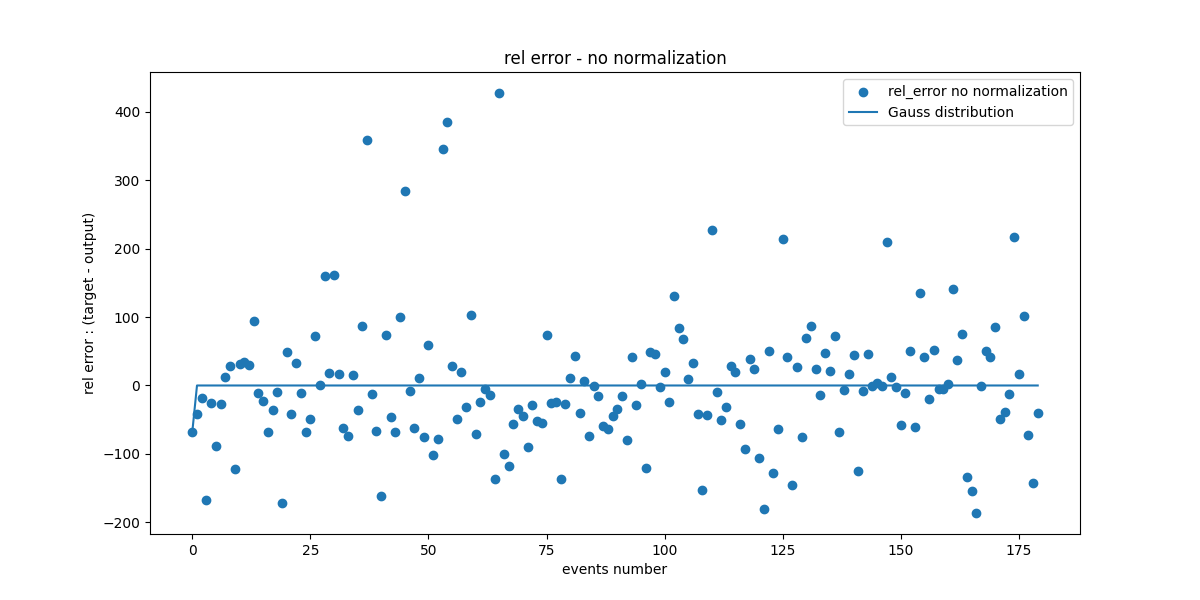 rel error - no normalization
rel_error no normalization
Gauss distribution
rel error : (target - output)
400
300
200
100
0
−100
−200
0 25 50 75 100 125 150 175
events number